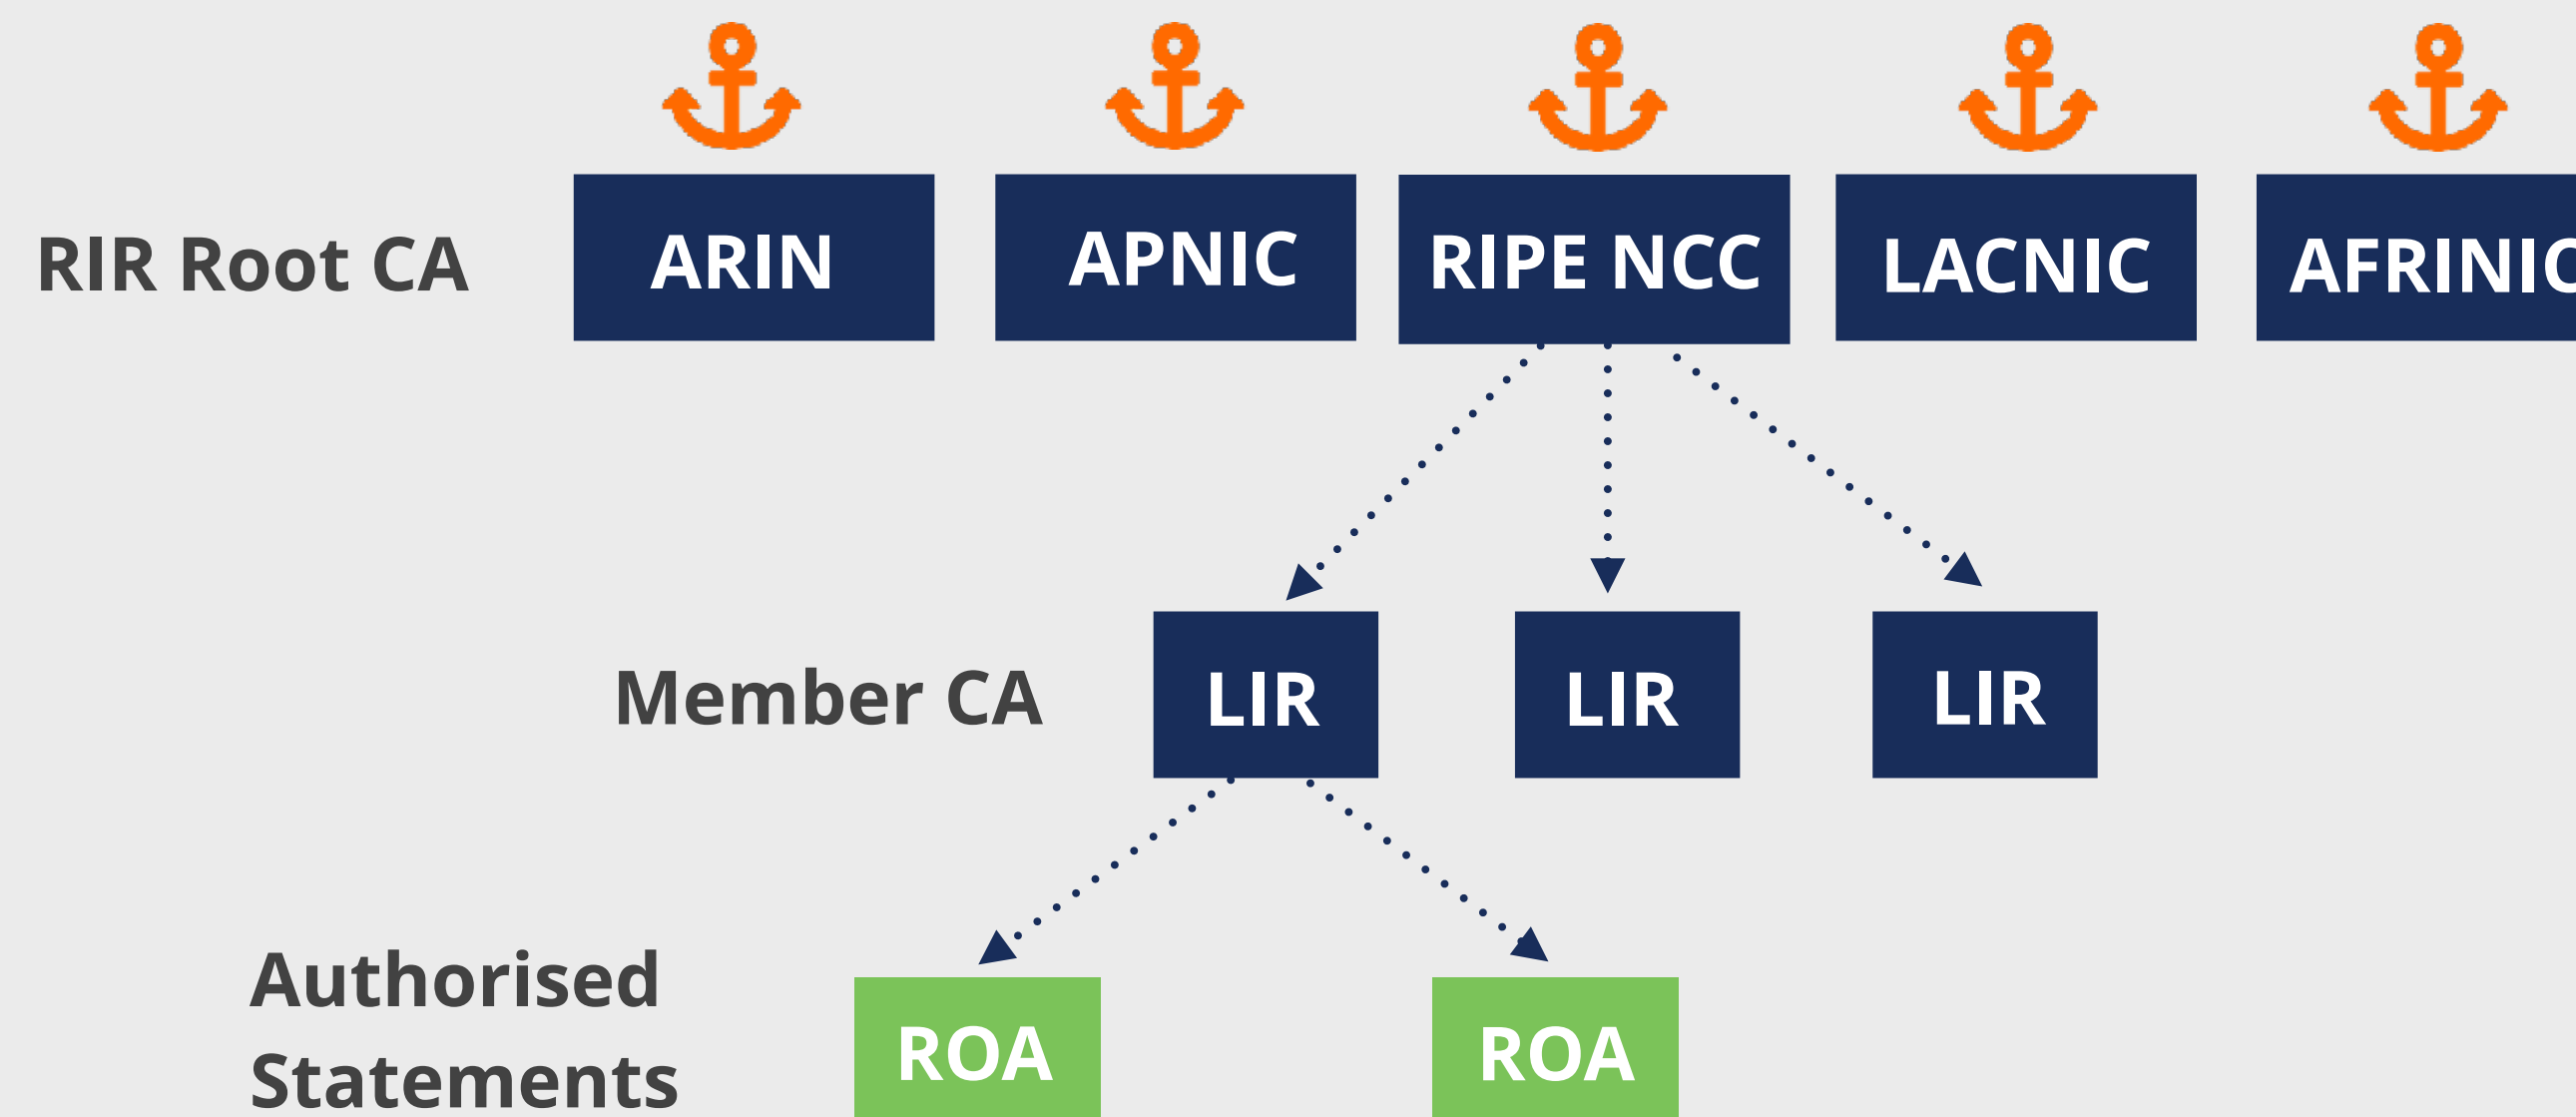 RIR Root CA ARIN APNIC RIPE NCC LACNIC AFRINIC
Member CA LIR LIR LIR
Authorised
Statements
ROA ROA